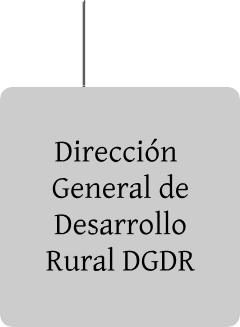 Dirección
General de
Desarrollo
Rural DGDR